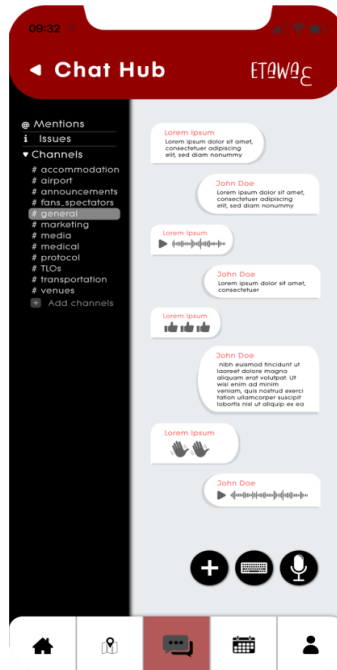 09:32
Chat Hub
ETAWAE
@ Mentions
i Issues
Channels
# accommodation
# airport
# announcements
# fans_spectators
# general
# marketing
# media
# medical
# protocol
# TLOs
# transportation
# venues
+ Add channels
Lorem Ipsum
Lorem ipsum dolor sit amet,
consectetuer adipiscing
elit, sed diam nonummy
John Doe
Lorem ipsum dolor sit amet,
consectetuer adipiscing
elit, sed diam nonummy
Lorem Ipsum
John Doe
Lorem ipsum dolor sit amet,
consectetuer
Lorem Ipsum
John Doe
nibh euismod tincidunt ut
laoreet dolore magna
aliquam erat volutpat. Ut
wisi enim ad minim
veniam, quis nostrud exerci
tation ullamcorper suscipit
lobortis nisl ut aliquip ex ea
Lorem Ipsum
John Doe